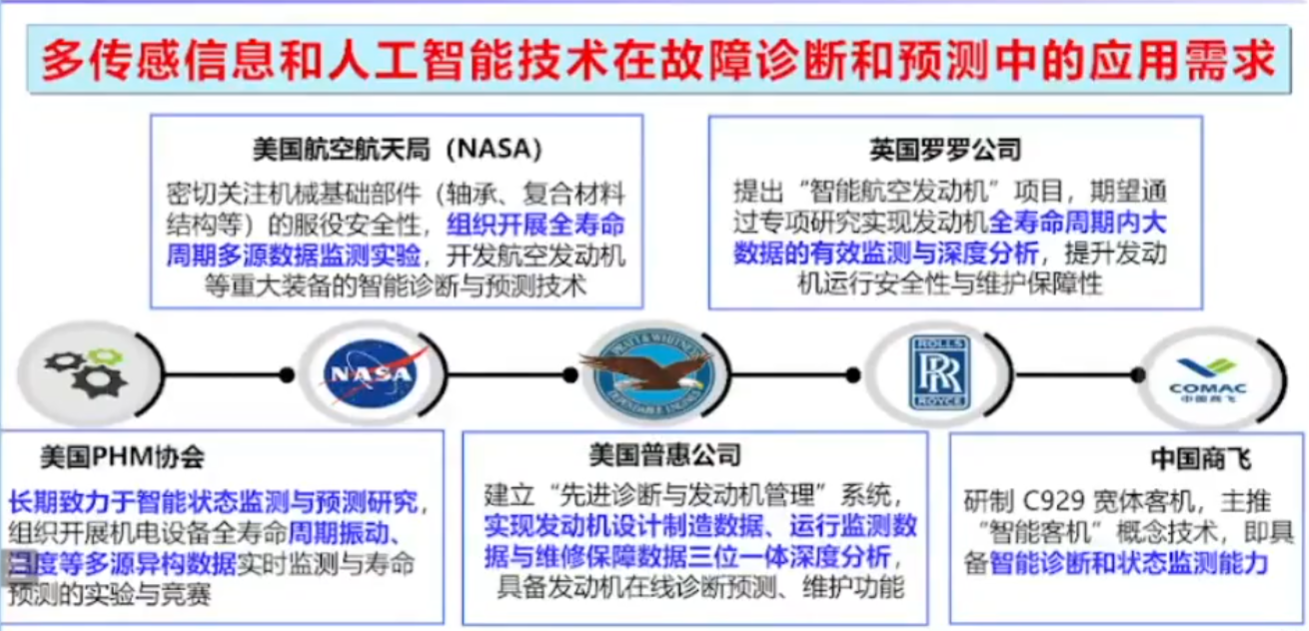 多传感信息和人工智能技术在故障诊断和预测中的应用需求
美国航空航天局（NASA）
密切关注机械基础部件（轴承、复合材料
结构等）的服役安全性，组织开展全寿命
周期多源数据监测实验，开发航空发动机
等重大装备的智能诊断与预测技术
英国罗罗公司
提出“智能航空发动机”项目，期望通
过专项研究实现发动机全寿命周期内大
数据的有效监测与深度分析，提升发动
机运行安全性与维护保障性
NASA
PRATT & WHITNEY
DEPENDABLE ENGINES
ROLLS
RR
ROYCE
COMAC
中国商飞
美国PHM协会
长期致力于智能状态监测与预测研究，
组织开展机电设备全寿命周期振动、
温度等多源异构数据实时监测与寿命
预测的实验与竞赛
美国普惠公司
建立“先进诊断与发动机管理”系统，
实现发动机设计制造数据、运行监测数
据与维修保障数据三位一体深度分析，
具备发动机在线诊断预测、维护功能
中国商飞
研制 C929 宽体客机，主推
“智能客机”概念技术，即具
备智能诊断和状态监测能力